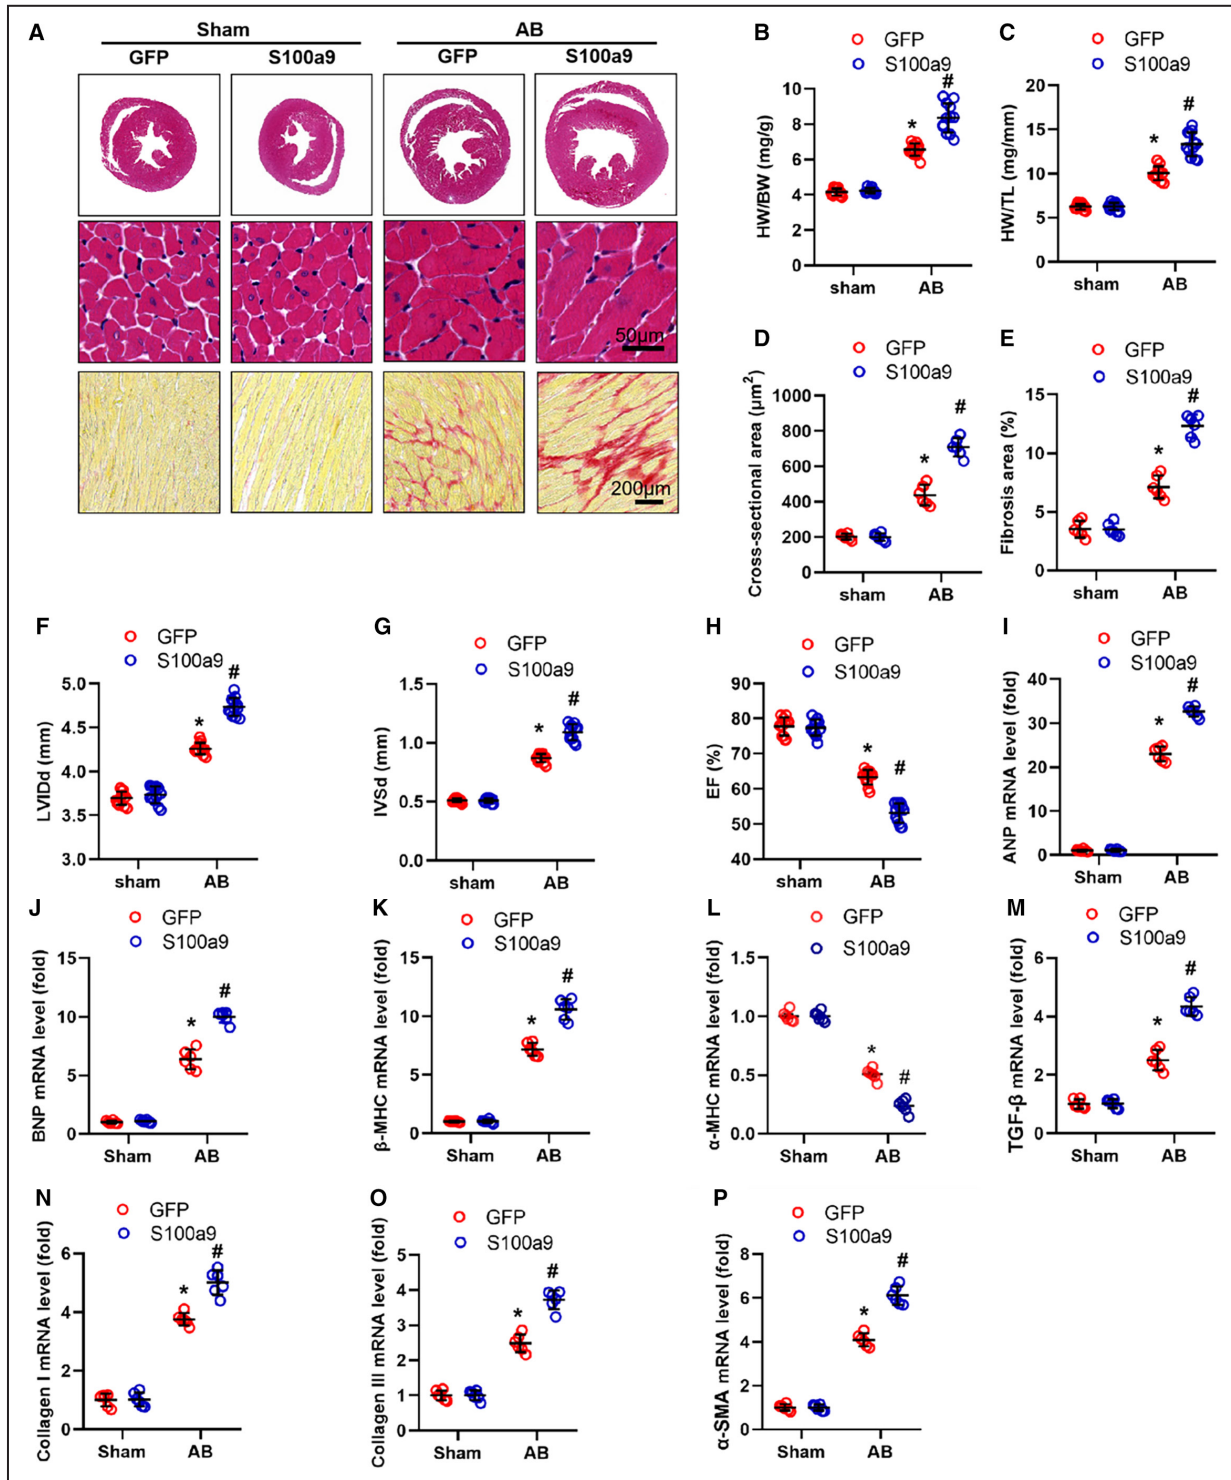 A
Sham
AB
GFP
S100a9
GFP
S100a9
50μm
200μm
B
GFP
S100a9
HW/BW (mg/g)
10
8
6
4
2
0
*
#
sham
AB
C
GFP
S100a9
HW/TL (mg/mm)
20
15
10
5
0
*
#
sham
AB
D
GFP
S100a9
Cross-sectional area (μm²)
1000
800
600
400
200
0
*
#
sham
AB
E
GFP
S100a9
Fibrosis area (%)
15
10
5
0
*
#
sham
AB
F
GFP
S100a9
LVIDd (mm)
5.0
4.5
4.0
3.5
3.0
*
#
sham
AB
G
GFP
S100a9
IVSd (mm)
1.5
1.0
0.5
0.0
*
#
sham
AB
H
GFP
S100a9
EF (%)
90
80
70
60
50
40
*
#
sham
AB
I
GFP
S100a9
ANP mRNA level (fold)
40
30
20
10
0
*
#
Sham
AB
J
GFP
S100a9
BNP mRNA level (fold)
15
10
5
0
*
#
Sham
AB
K
GFP
S100a9
β-MHC mRNA level (fold)
15
10
5
0
*
#
Sham
AB
L
GFP
S100a9
α-MHC mRNA level (fold)
1.5
1.0
0.5
0.0
*
#
Sham
AB
M
GFP
S100a9
TGF-β mRNA level (fold)
6
4
2
0
*
#
Sham
AB
N
GFP
S100a9
Collagen I mRNA level (fold)
6
4
2
0
*
#
Sham
AB
O
GFP
S100a9
Collagen III mRNA level (fold)
5
4
3
2
1
0
*
#
Sham
AB
P
GFP
S100a9
α-SMA mRNA level (fold)
8
6
4
2
0
*
#
Sham
AB